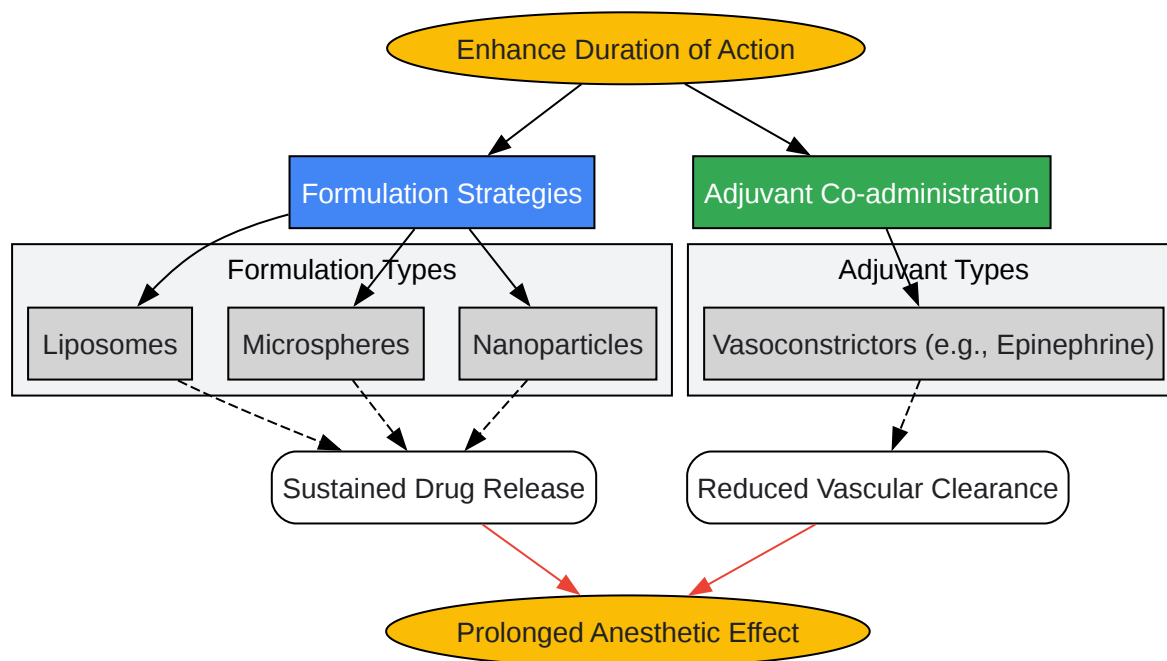 Enhance Duration of Action
Formulation Strategies
Adjuvant Co-administration
Formulation Types
Adjuvant Types
Liposomes
Microspheres
Nanoparticles
Vasoconstrictors (e.g., Epinephrine)
Sustained Drug Release
Reduced Vascular Clearance
Prolonged Anesthetic Effect